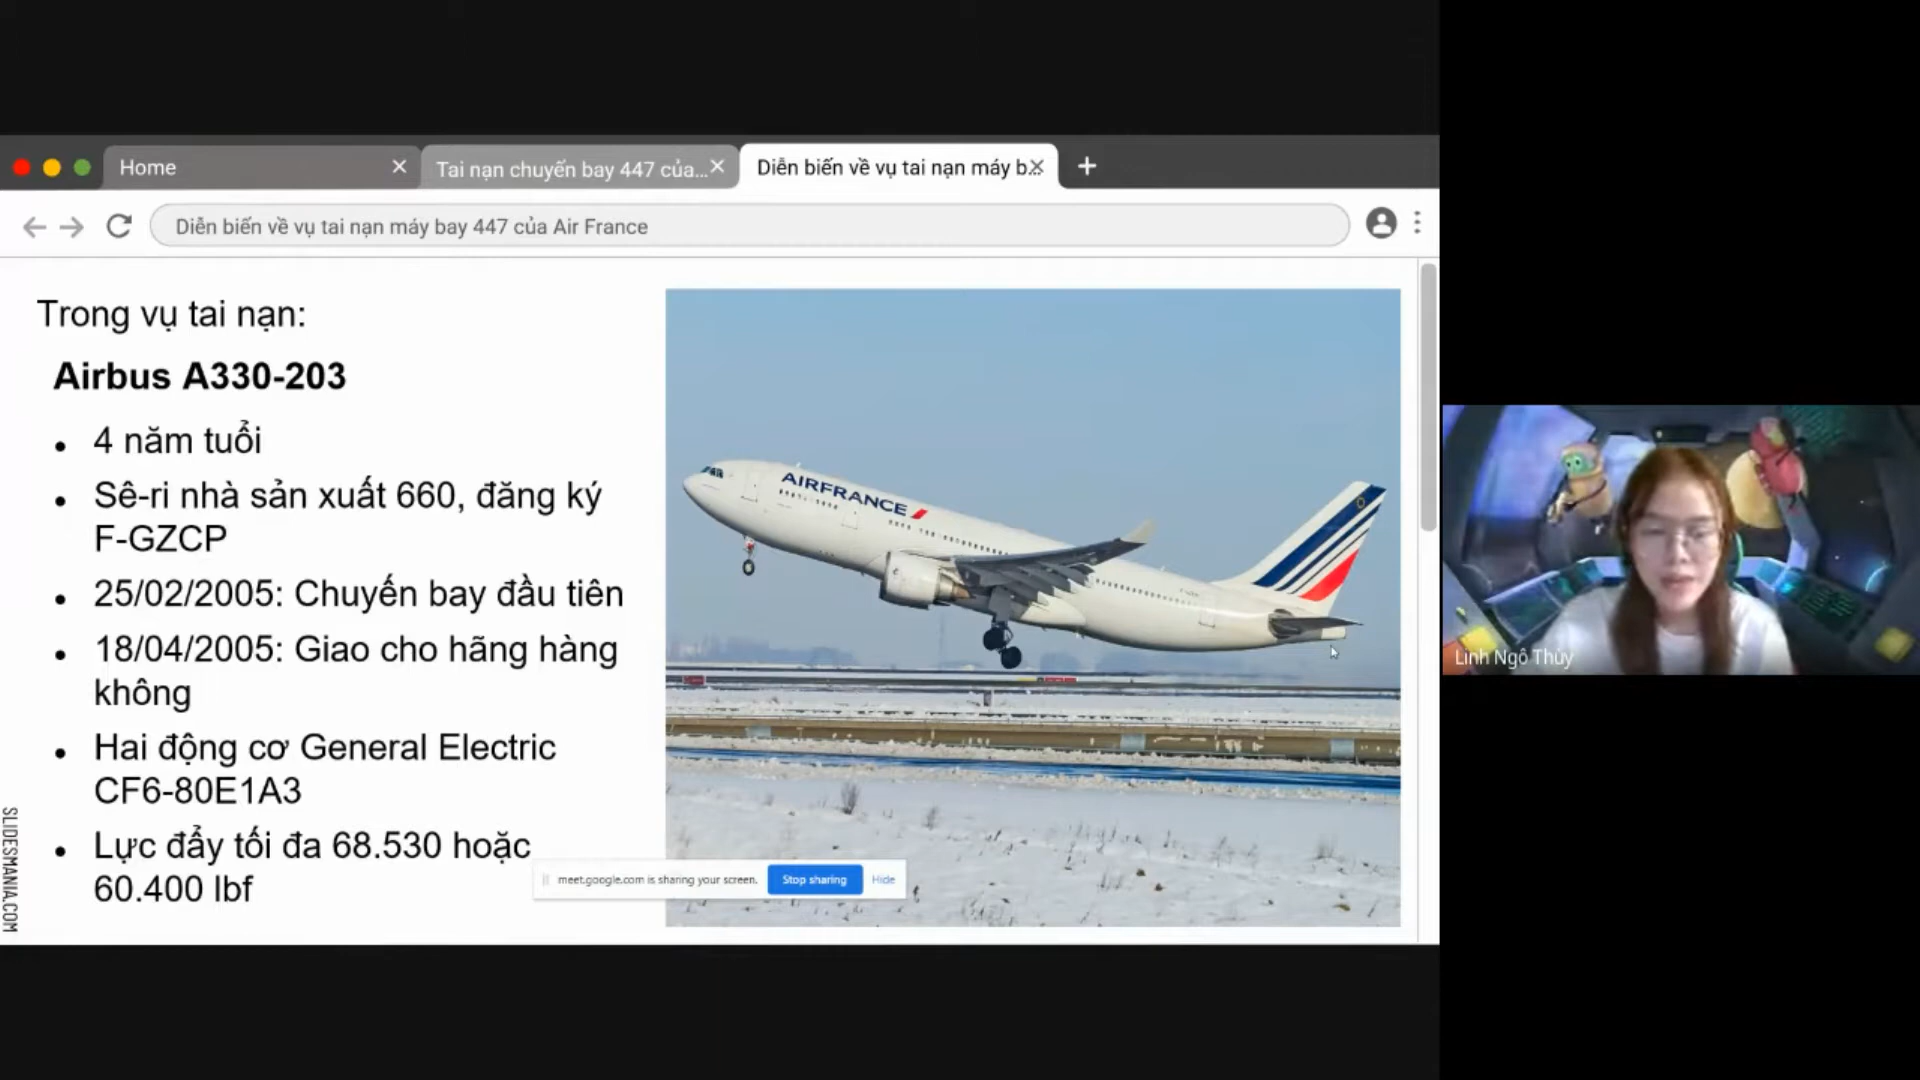 Home
Tai nạn chuyến bay 447 của...
Diễn biến về vụ tai nạn máy b...
Diễn biến về vụ tai nạn máy bay 447 của Air France
Trong vụ tai nạn:
Airbus A330-203
4 năm tuổi
Sê-ri nhà sản xuất 660, đăng ký
F-GZCP
25/02/2005: Chuyến bay đầu tiên
18/04/2005: Giao cho hãng hàng
không
Hai động cơ General Electric
CF6-80E1A3
Lực đẩy tối đa 68.530 hoặc
60.400 lbf
AIRFRANCE
meet.google.com is sharing your screen.
Stop sharing
Hide
SLIDESMANIA.COM
Linh Ngô Thùy